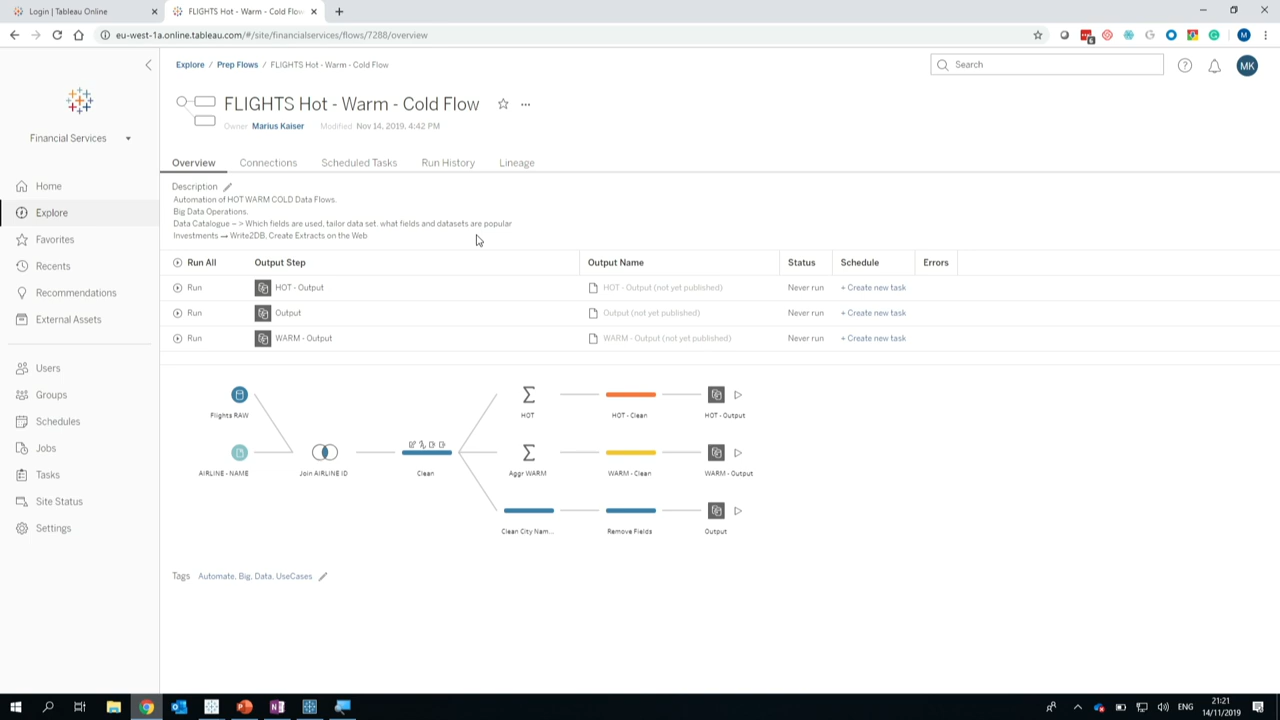 Login | Tableau Online
FLIGHTS Hot - Warm - Cold Flow
eu-west-1a.online.tableau.com/#/site/financialservices/flows/7288/overview
6
M
Explore / Prep Flows / FLIGHTS Hot - Warm - Cold Flow
Search
MK
FLIGHTS Hot - Warm - Cold Flow
Owner Marius Kaiser Modified Nov 14, 2019, 4:42 PM
Financial Services
Overview Connections Scheduled Tasks Run History Lineage
Home
Explore
Favorites
Recents
Recommendations
External Assets
Users
Groups
Schedules
Jobs
Tasks
Site Status
Settings
Description
Automation of HOT WARM COLD Data Flows.
Big Data Operations.
Data Catalogue – > Which fields are used, tailor data set. what fields and datasets are popular
Investments → Write2DB, Create Extracts on the Web
Run All Output Step Output Name Status Schedule Errors
Run HOT - Output HOT - Output (not yet published) Never run + Create new task
Run Output Output (not yet published) Never run + Create new task
Run WARM - Output WARM - Output (not yet published) Never run + Create new task
Flights RAW HOT HOT - Clean HOT - Output
AIRLINE - NAME Join AIRLINE ID Clean Aggr WARM WARM - Clean WARM - Output
Clean City Nam... Remove Fields Output
Tags Automate, Big, Data, UseCases
ENG
21:21
14/11/2019